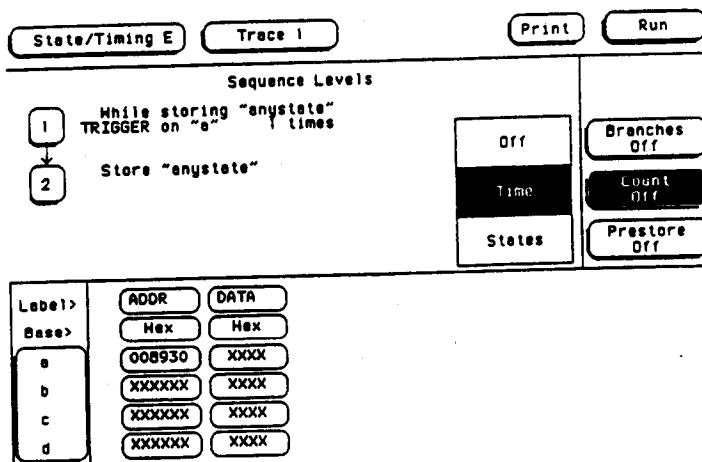 State/Timing E Trace 1 Print Run
Sequence Levels
1 While storing "anystate"
TRIGGER on "a" 1 times
2 Store "anystate"
Off
Time
States
Branches
Off
Count
Off
Prestore
Off
Label> ADDR DATA
Base> Hex Hex
a 008930 XXXX
b XXXXXX XXXX
c XXXXXX XXXX
d XXXXXX XXXX